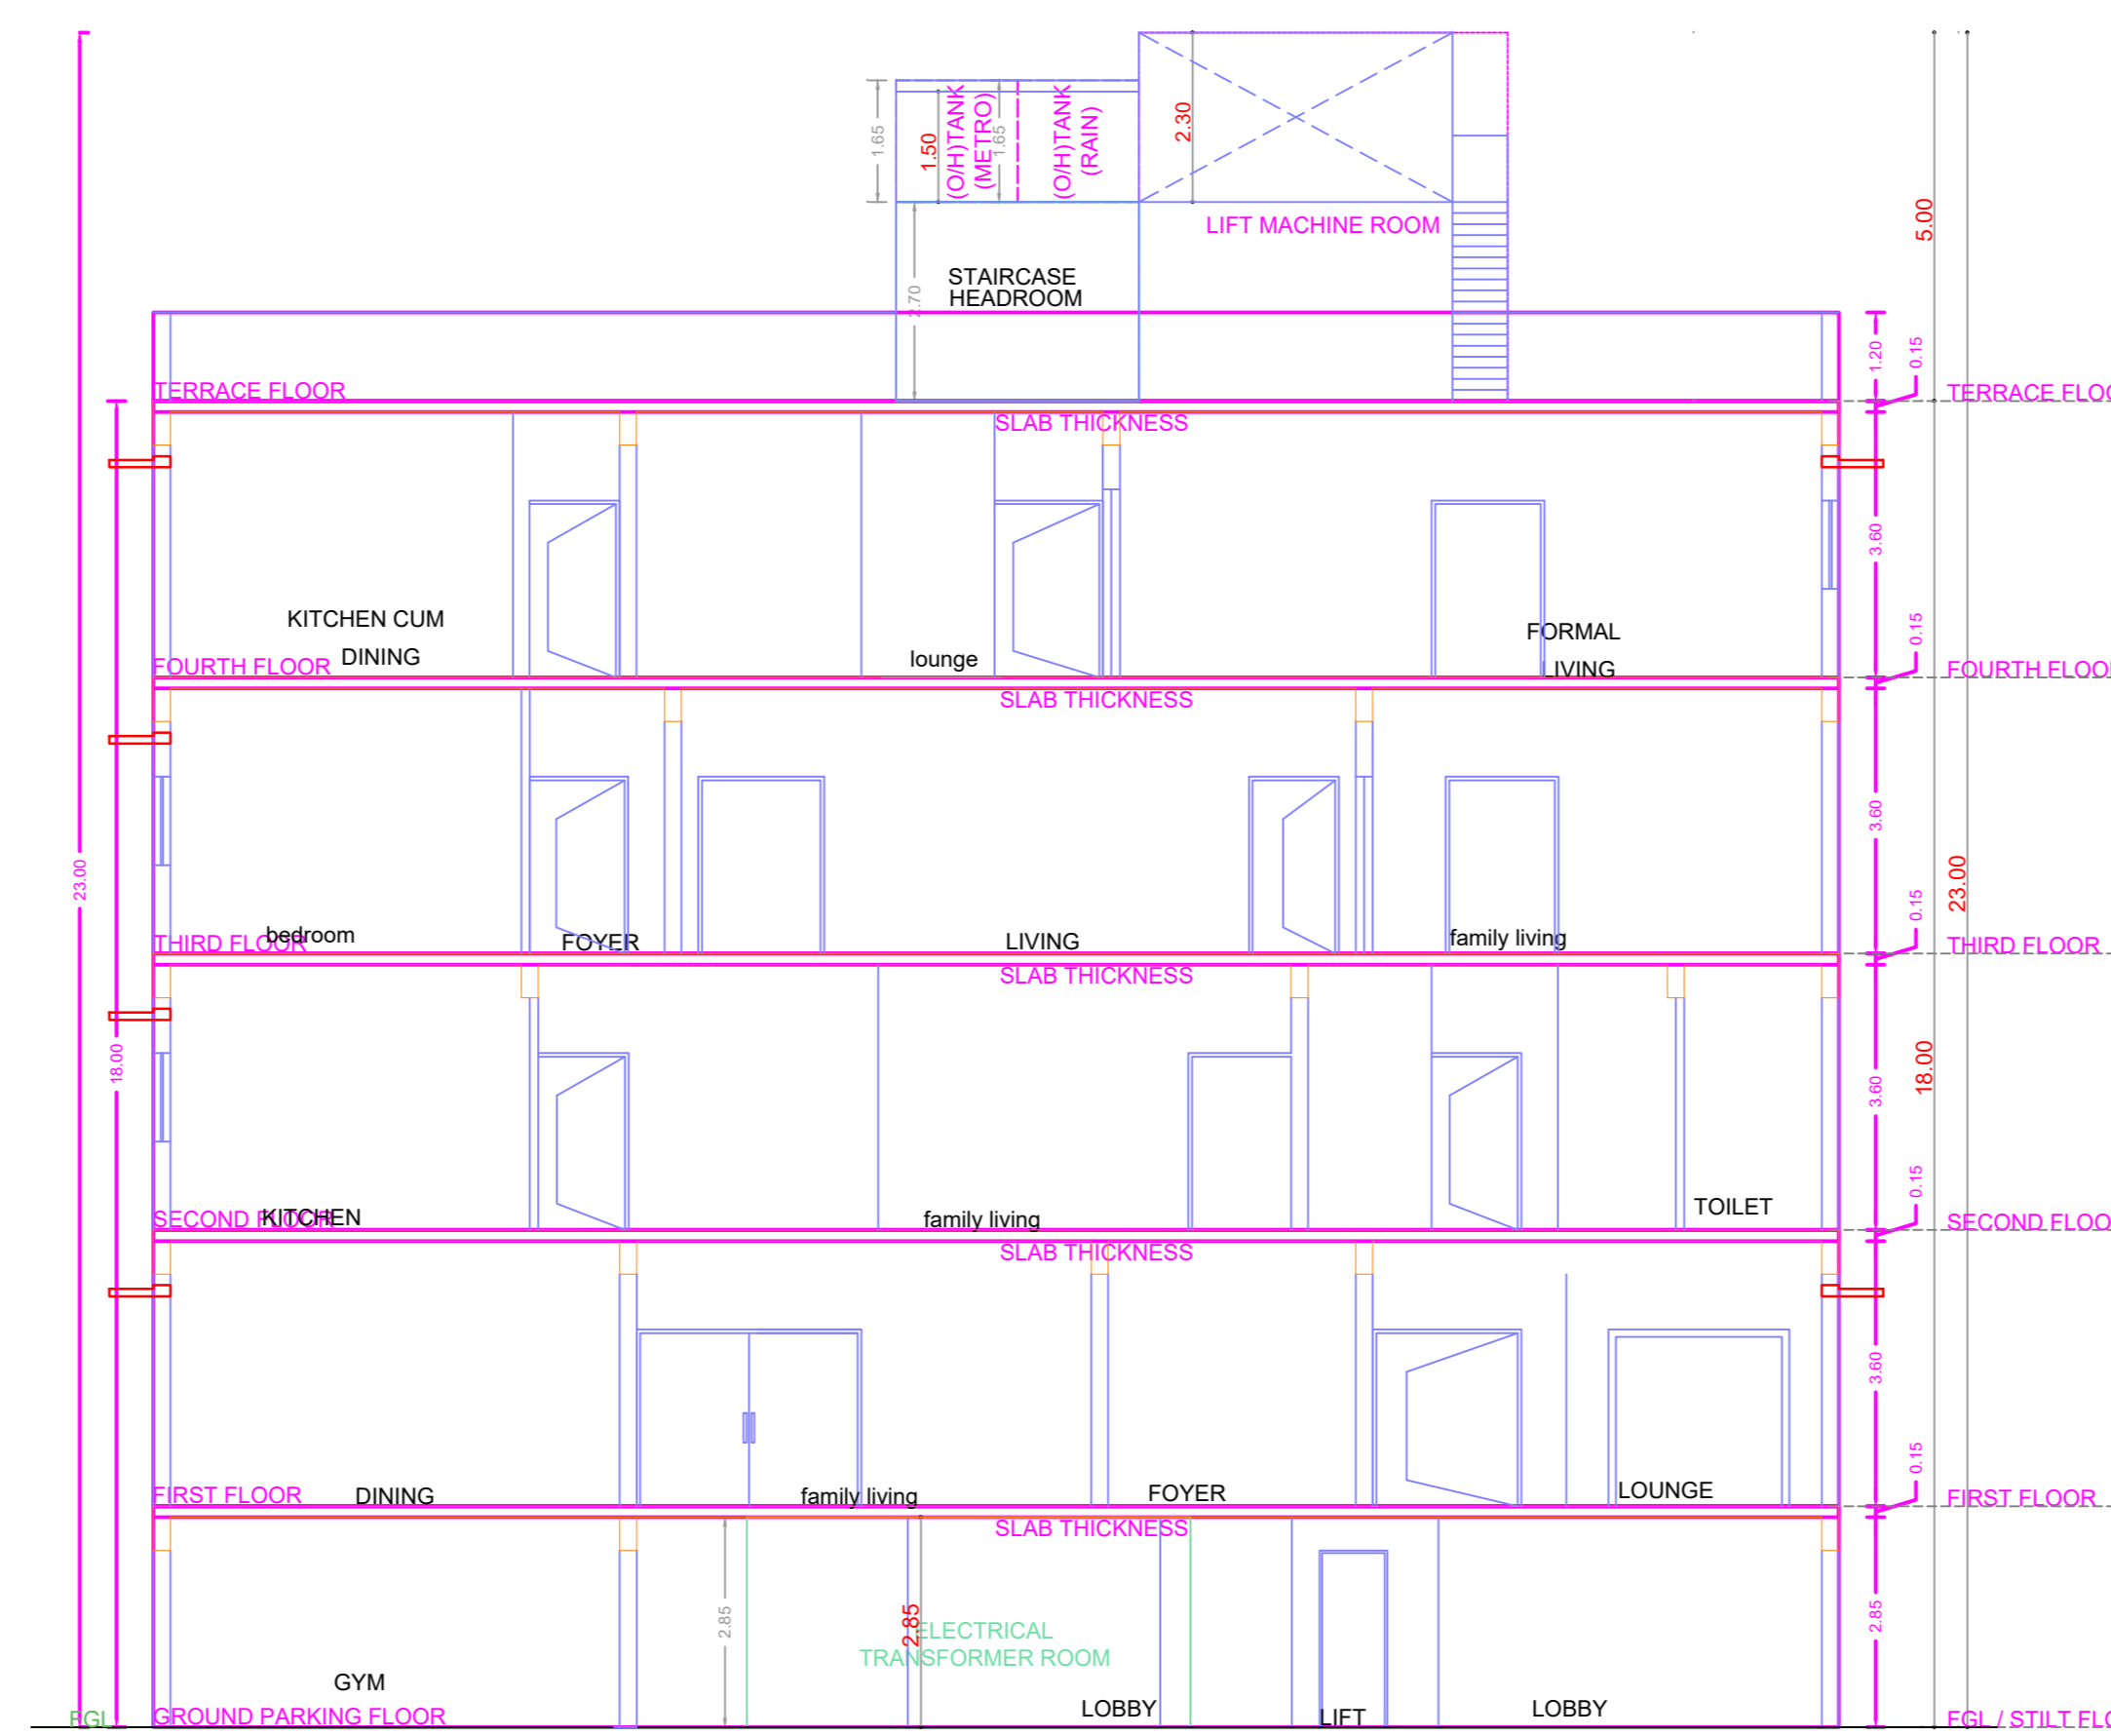 (O/H)TANK
(METRO)
(O/H)TANK
(RAIN)
1.65
1.50
1.65
2.30
LIFT MACHINE ROOM
5.00
STAIRCASE
HEADROOM
2.70
1.20
0.15
TERRACE FLOOR
TERRACE FLOO
SLAB THICKNESS
3.60
KITCHEN CUM
DINING
lounge
FORMAL
LIVING
0.15
FOURTH FLOOR
FOURTH FLOOR
SLAB THICKNESS
3.60
23.00
23.00
bedroom
FOYER
LIVING
family living
0.15
THIRD FLOOR
THIRD FLOOR
SLAB THICKNESS
18.00
18.00
3.60
KITCHEN
family living
TOILET
0.15
SECOND FLOOR
SECOND FLOO
SLAB THICKNESS
3.60
DINING
family living
FOYER
LOUNGE
0.15
FIRST FLOOR
FIRST FLOOR
SLAB THICKNESS
2.85
2.85
2.85
ELECTRICAL
TRANSFORMER ROOM
GYM
LOBBY
LIFT
LOBBY
FGL
GROUND PARKING FLOOR
FGL / STILT FLO